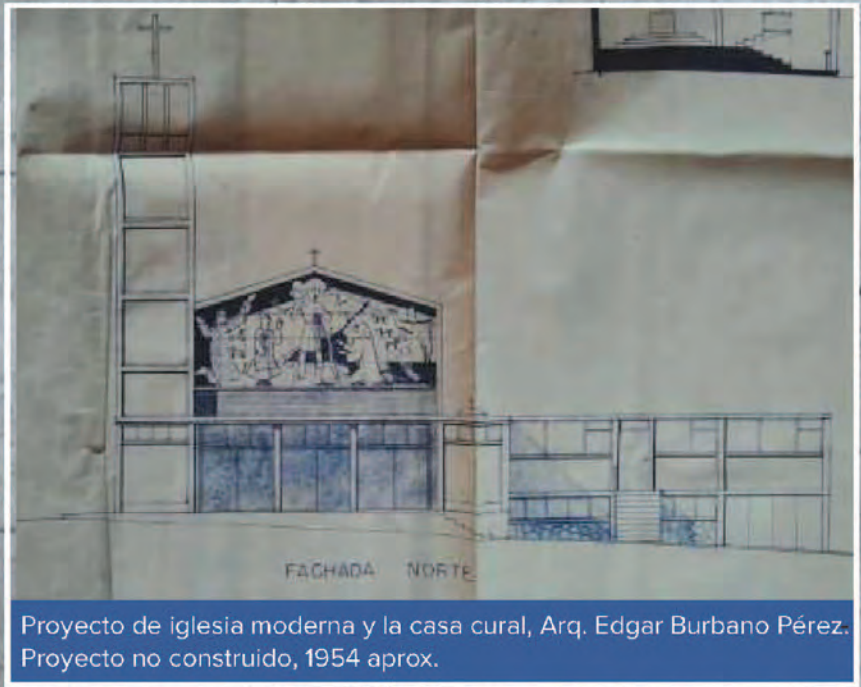 FACHADA NORTE
Proyecto de iglesia moderna y la casa cural, Arq. Edgar Burbano Pérez.
Proyecto no construido, 1954 aprox.